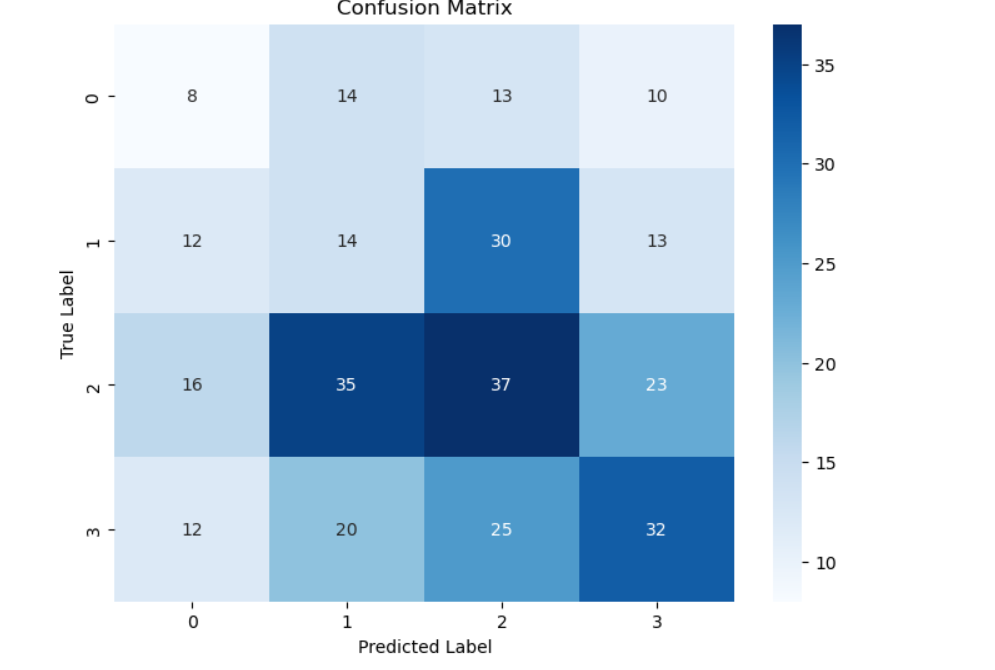 Confusion Matrix
0 8 14 13 10
1 12 14 30 13
2 16 35 37 23
3 12 20 25 32
0 1 2 3
True Label
Predicted Label
35
30
25
20
15
10